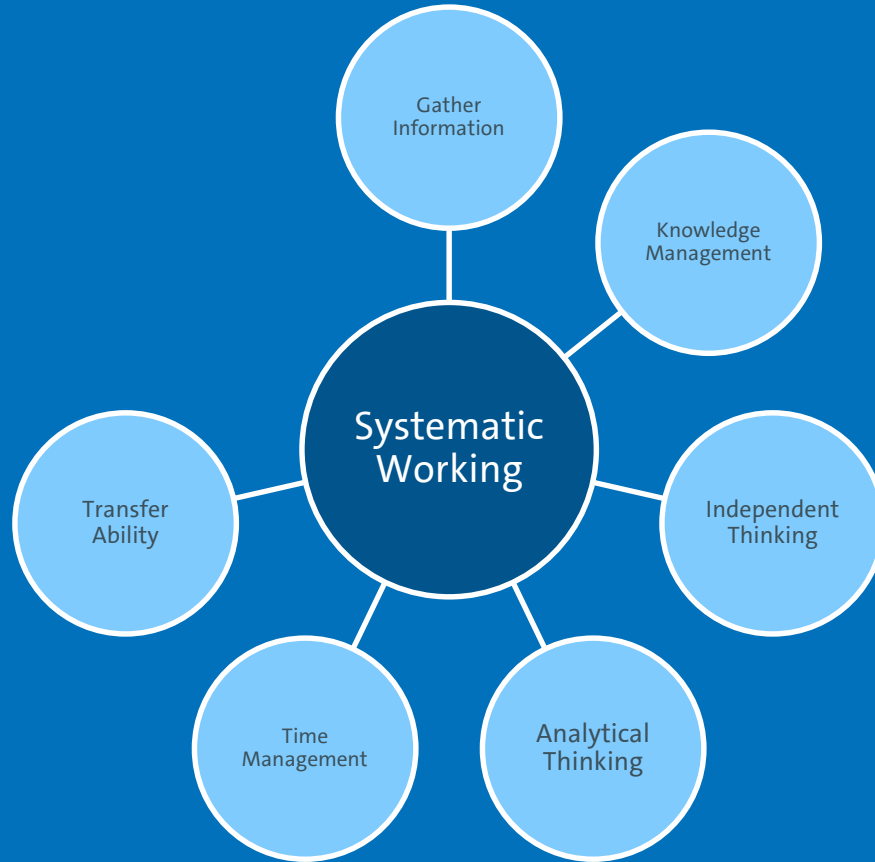 Gather
Information
Knowledge
Management
Systematic
Working
Transfer
Ability
Independent
Thinking
Time
Management
Analytical
Thinking